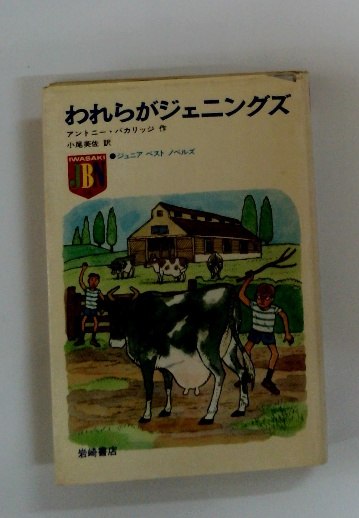 われらがジェニングズ
アントニー・バカリッジ 作
小尾芙佐 訳
IWASAKI
JBN
●ジュニア ベスト ノベルズ
岩崎書店